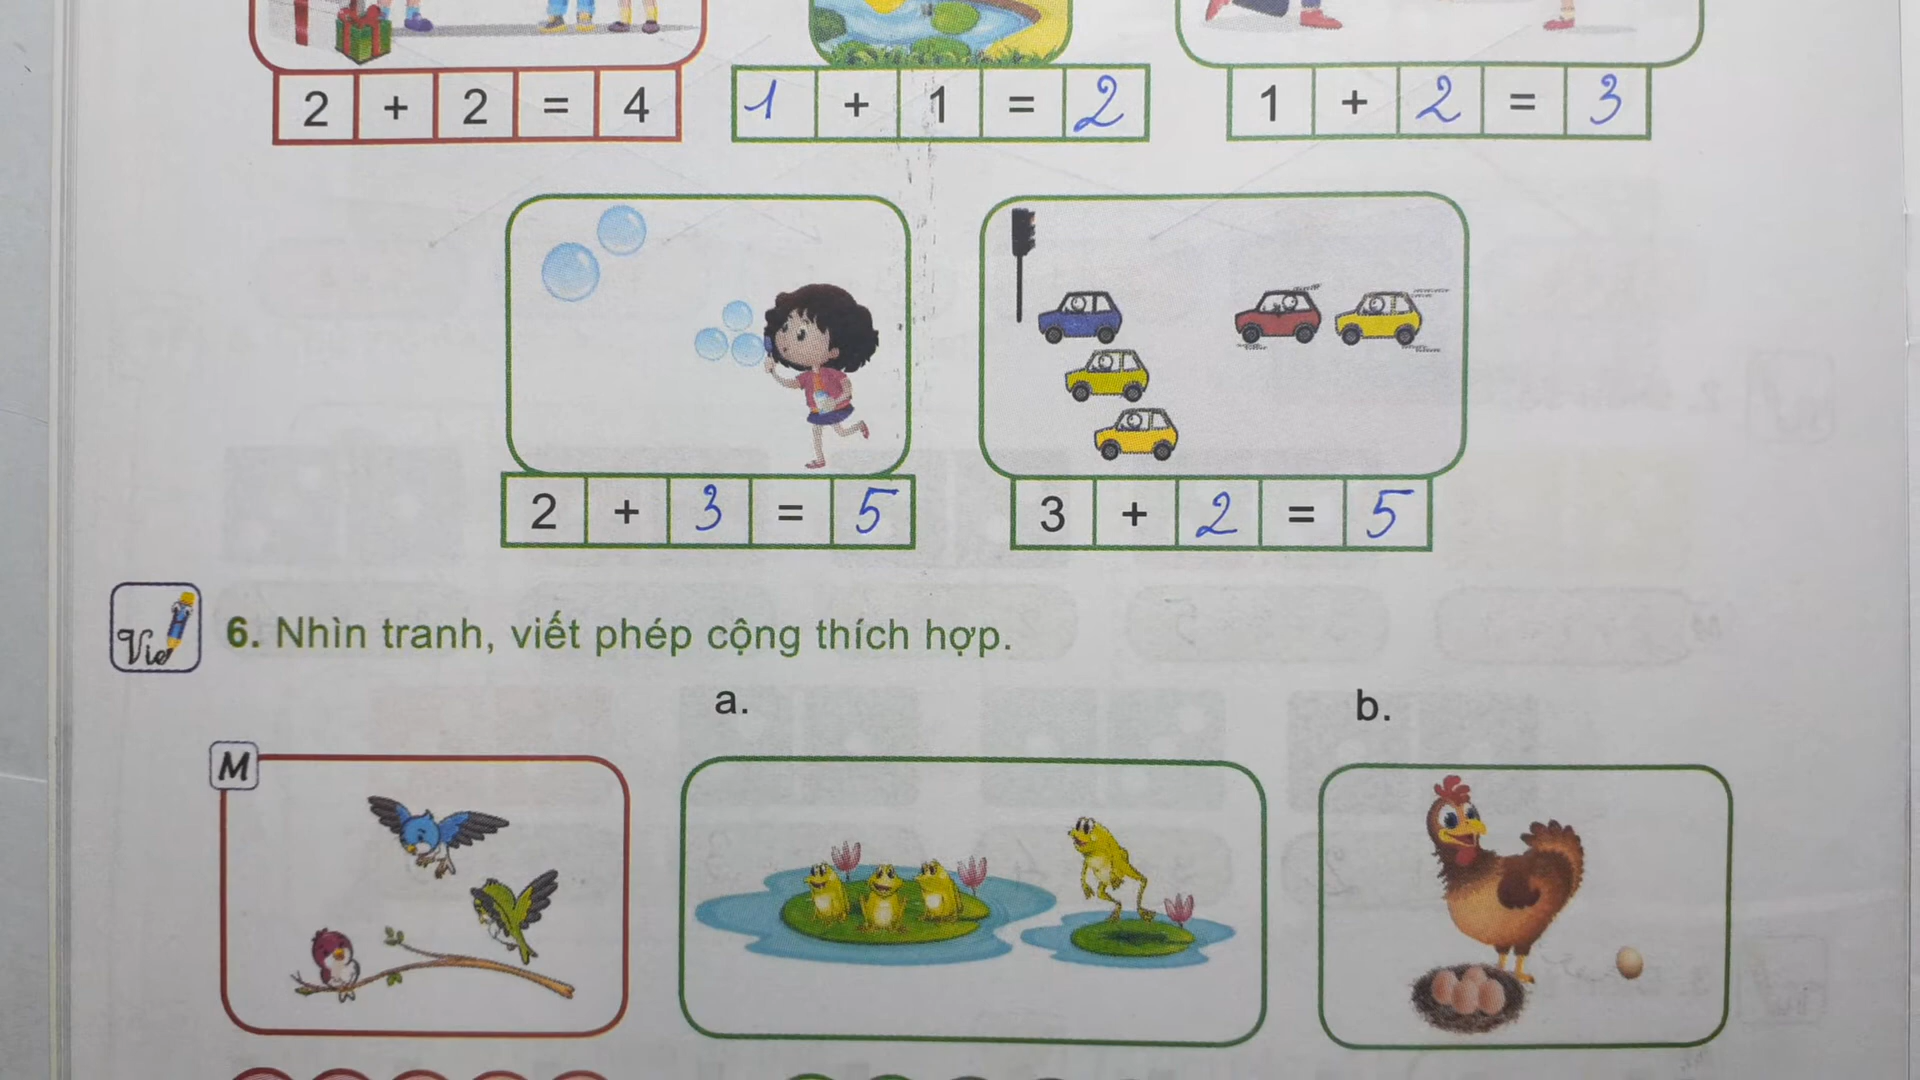 2 + 2 = 4
1 + 1 = 2
1 + 2 = 3
2 + 3 = 5
3 + 2 = 5
Viết
6. Nhìn tranh, viết phép cộng thích hợp.
a.
b.
M